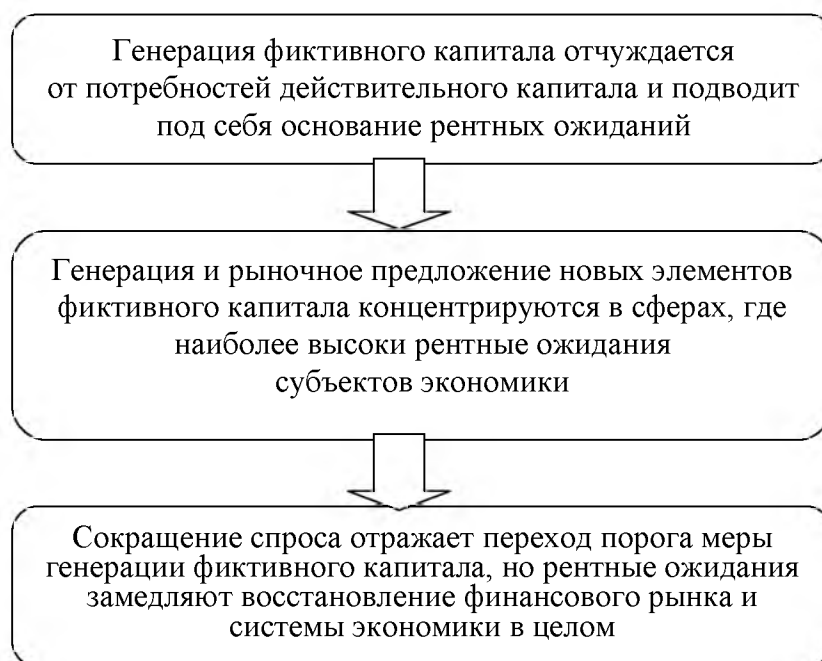 Генерация фиктивного капитала отчуждается
от потребностей действительного капитала и подводит
под себя основание рентных ожиданий
Генерация и рыночное предложение новых элементов
фиктивного капитала концентрируются в сферах, где
наиболее высоки рентные ожидания
субъектов экономики
Сокращение спроса отражает переход порога меры
генерации фиктивного капитала, но рентные ожидания
замедляют восстановление финансового рынка и
системы экономики в целом